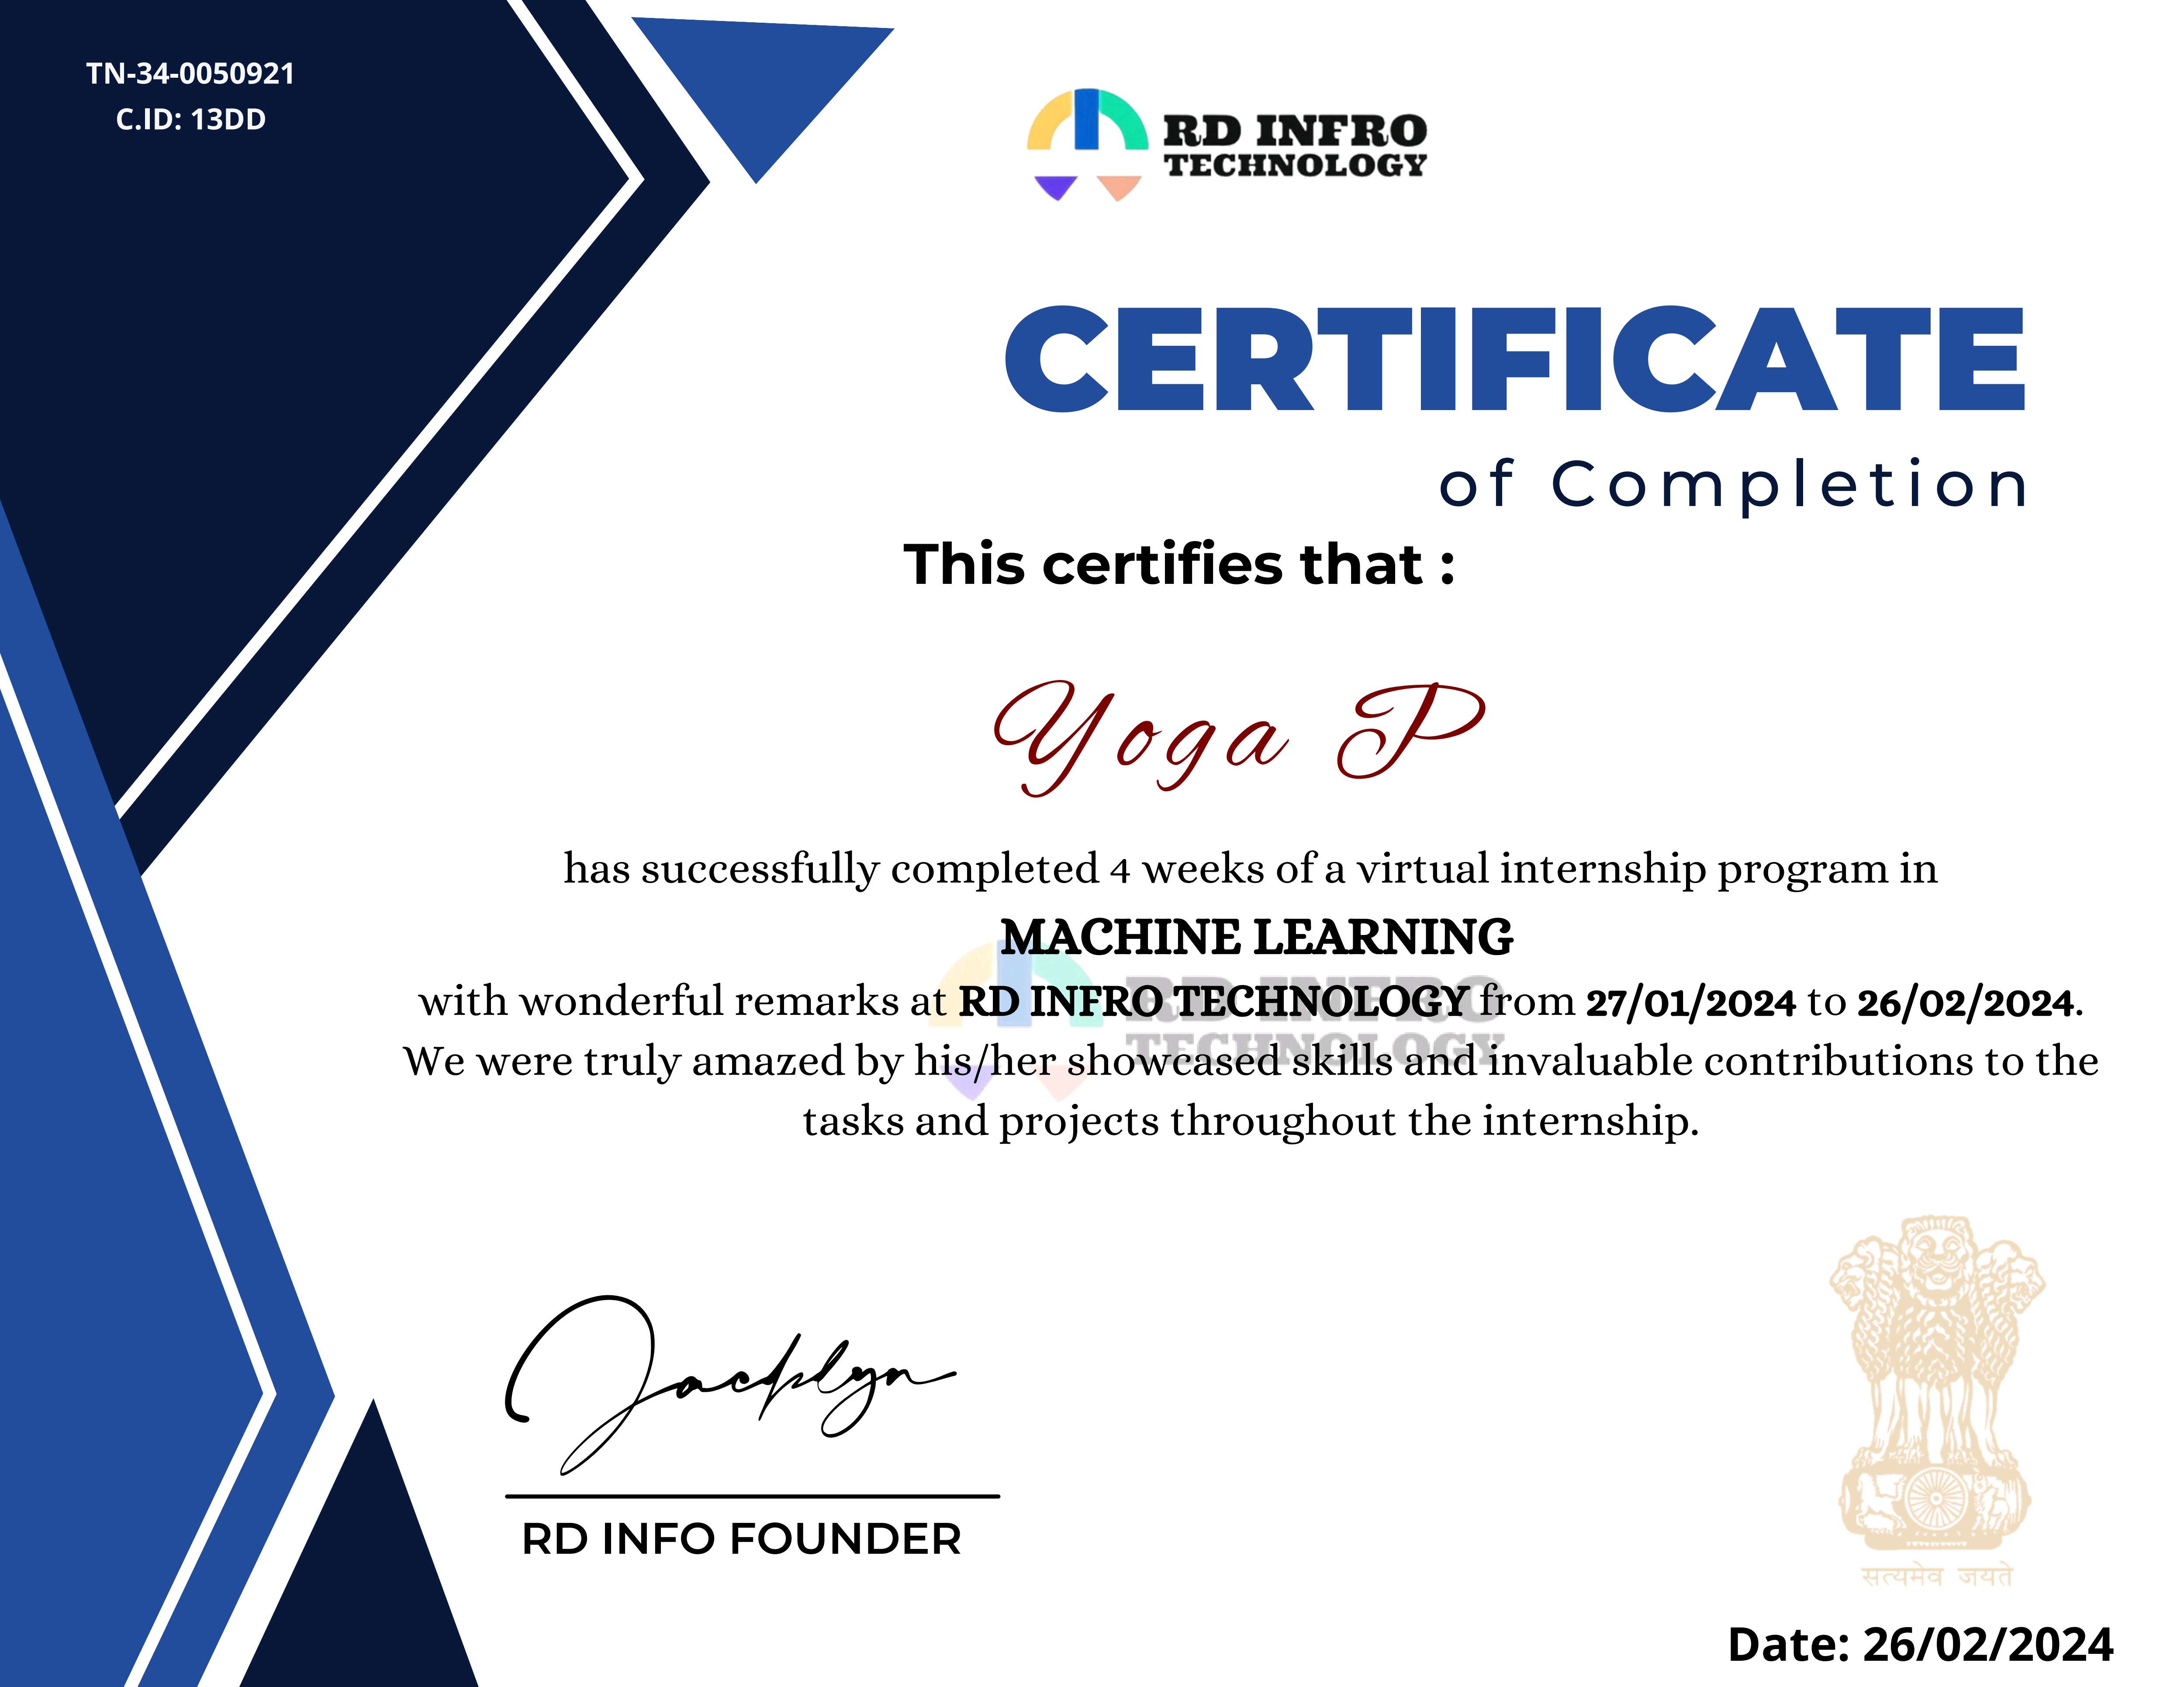 TN-34-0050921
C.ID: 13DD
RD INFRO
TECHNOLOGY
CERTIFICATE
of Completion
This certifies that :
Yoga P
has successfully completed 4 weeks of a virtual internship program in
MACHINE LEARNING
with wonderful remarks at RD INFRO TECHNOLOGY from 27/01/2024 to 26/02/2024.
We were truly amazed by his/her showcased skills and invaluable contributions to the
tasks and projects throughout the internship.
RD INFRO
TECHNOLOGY
Jacklyn
RD INFO FOUNDER
सत्यमेव जयते
Date: 26/02/2024